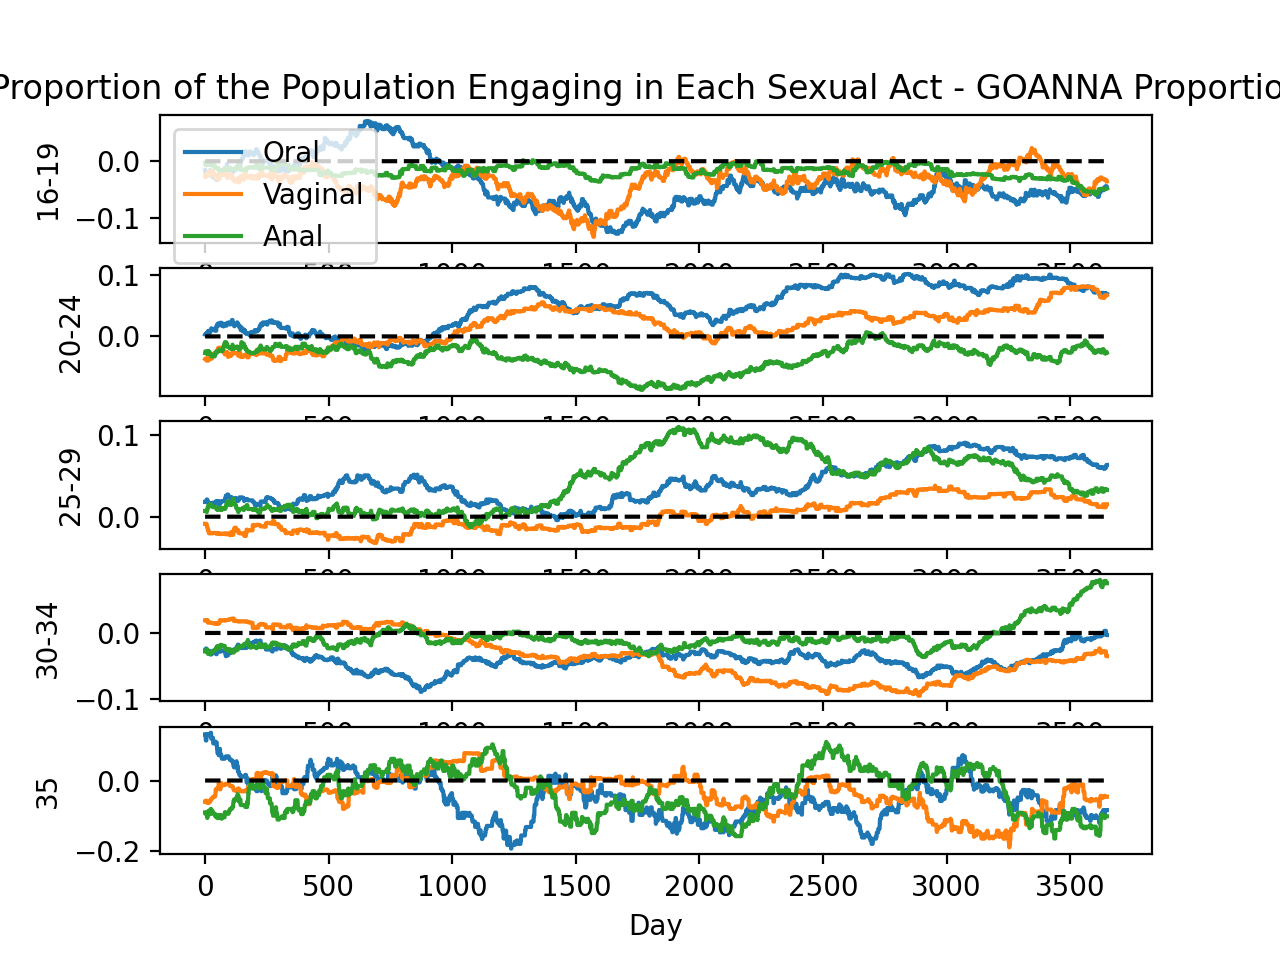 Proportion of the Population Engaging in Each Sexual Act - GOANNA Proportio
16-19
0.0
−0.1
Oral
Vaginal
Anal
20-24
0.1
0.0
25-29
0.1
0.0
30-34
0.0
−0.1
35
0.0
−0.2
0 500 1000 1500 2000 2500 3000 3500
Day